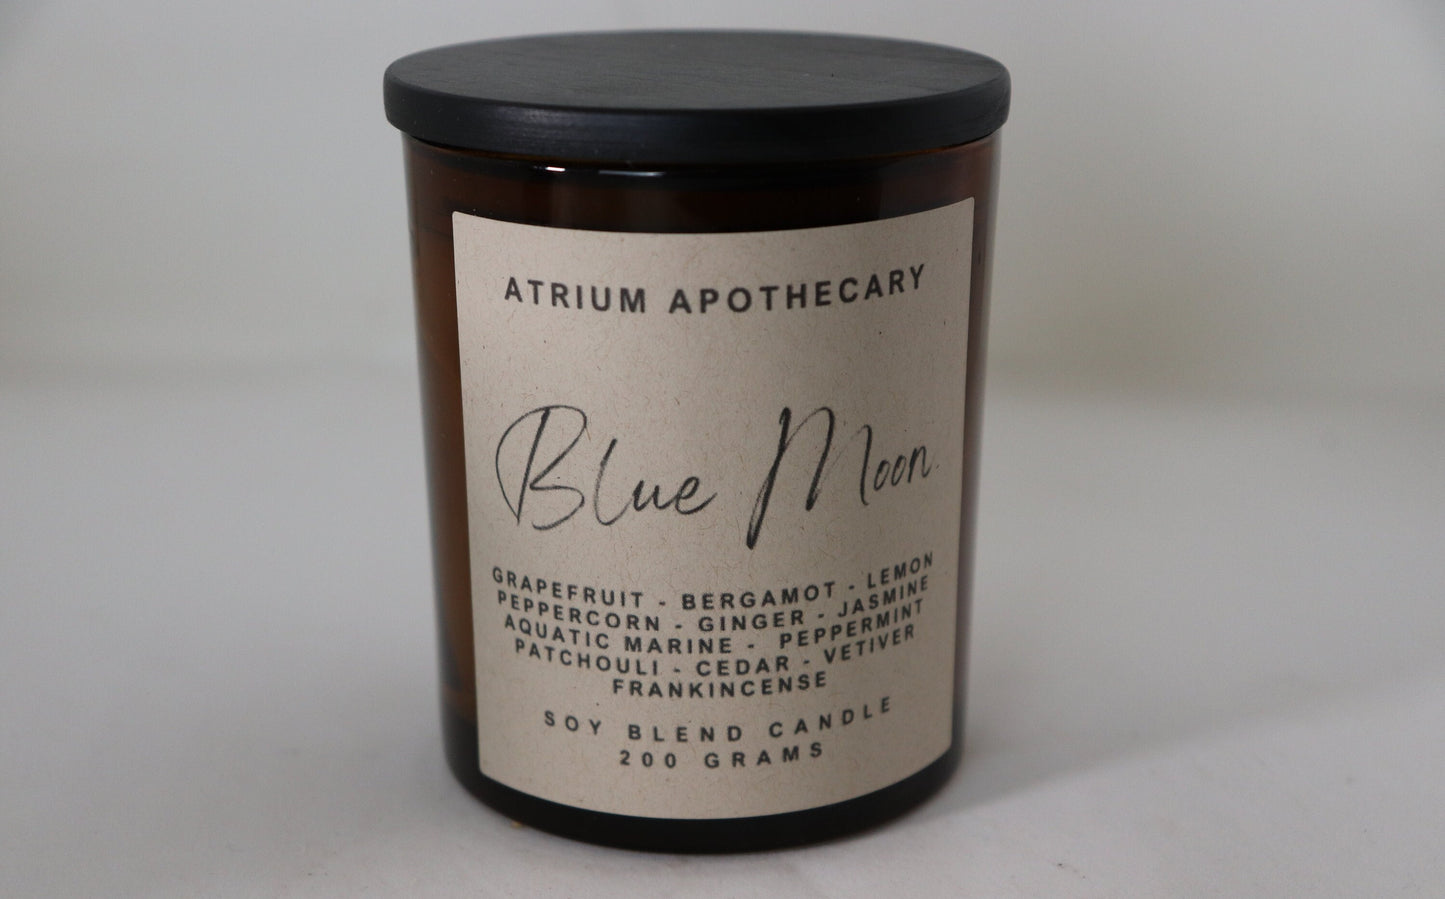 ATRIUM APOTHECARY
Blue Moon
GRAPEFRUIT - BERGAMOT - LEMON
PEPPERCORN - GINGER - JASMINE
AQUATIC MARINE - PEPPERMINT
PATCHOULI - CEDAR - VETIVER
FRANKINCENSE
SOY BLEND CANDLE
200 GRAMS